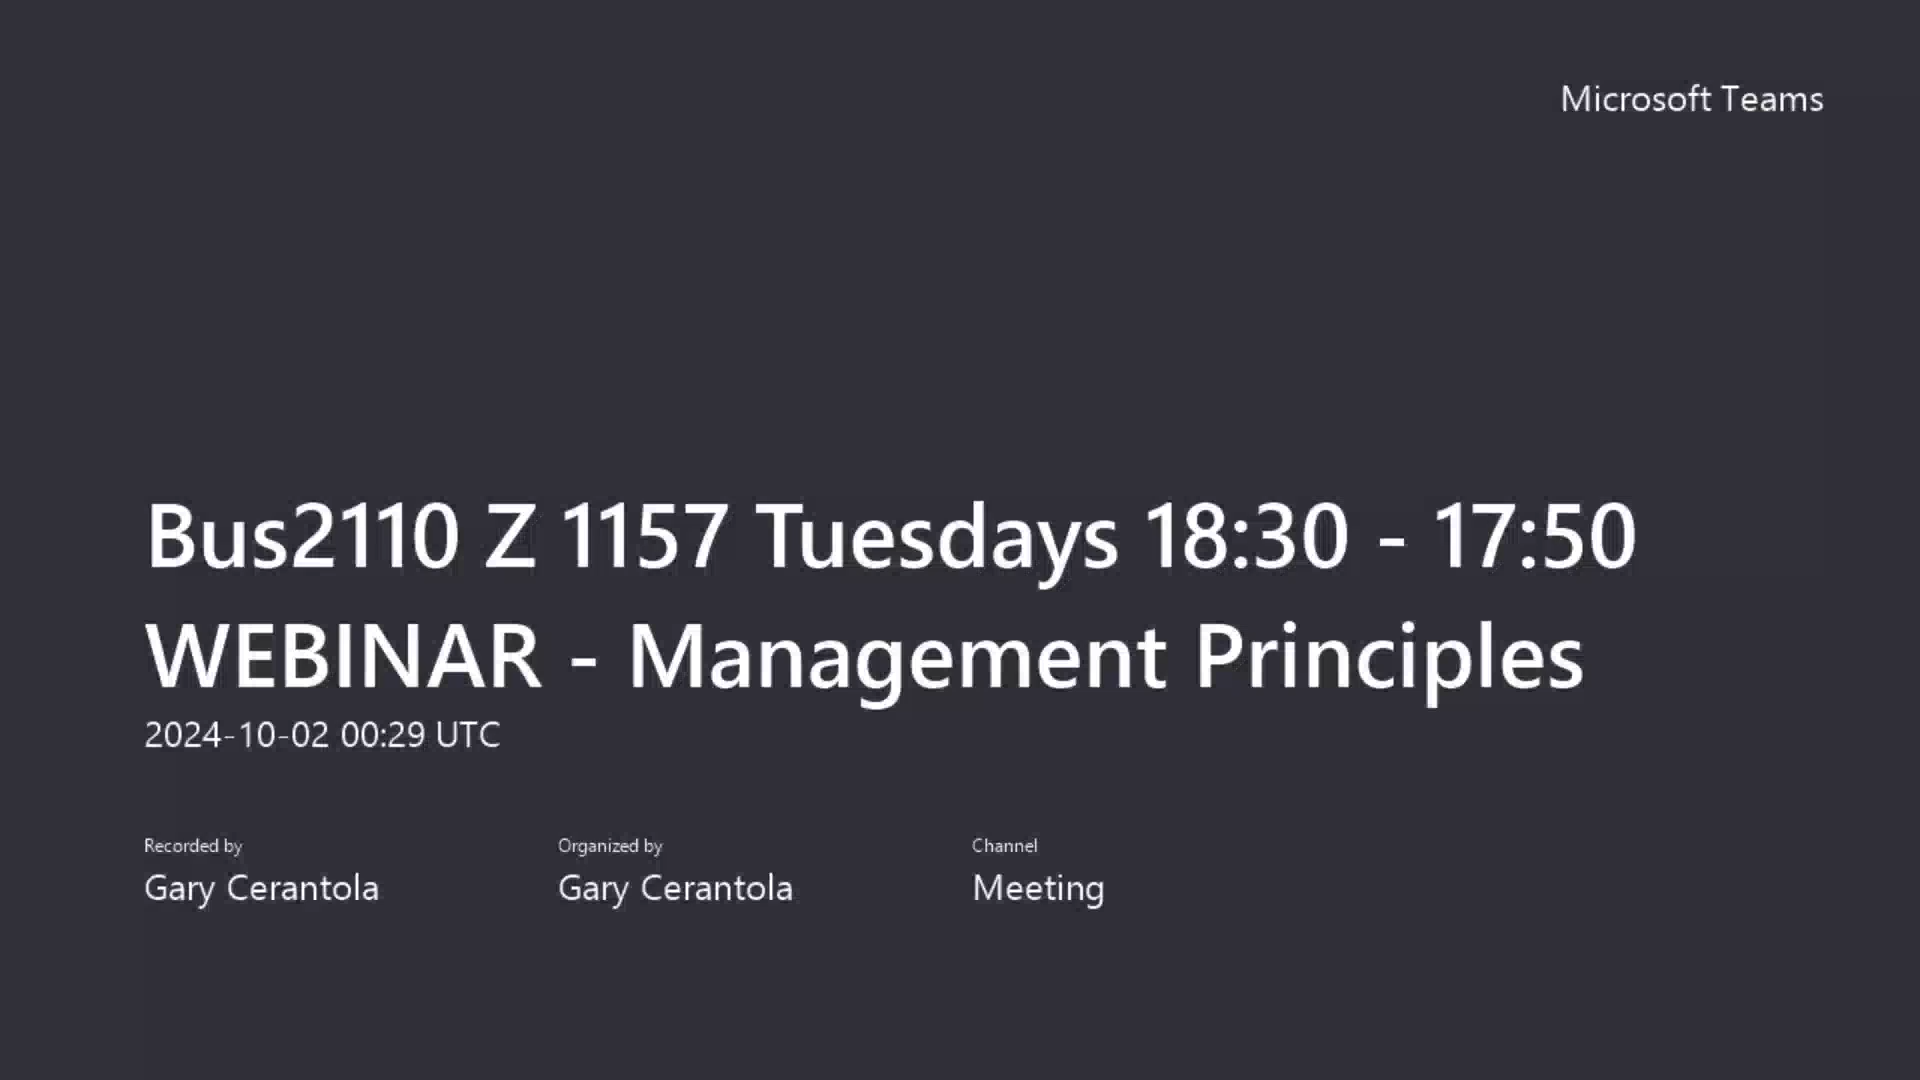 Microsoft Teams
Bus2110 Z 1157 Tuesdays 18:30 - 17:50
WEBINAR - Management Principles
2024-10-02 00:29 UTC
Recorded by
Organized by
Channel
Gary Cerantola
Gary Cerantola
Meeting